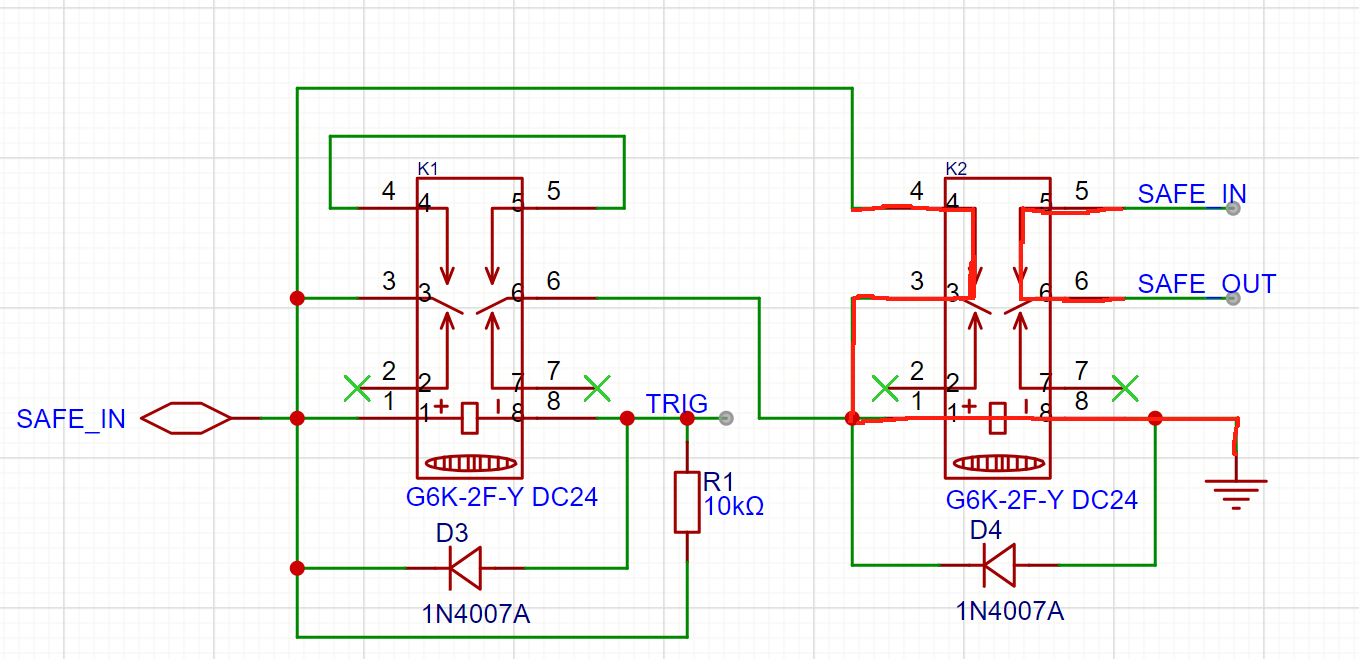 K1
K2
4
4
5
5
4
4
5
5
SAFE_IN
3
3
6
6
3
3
6
6
SAFE_OUT
2
2
7
7
2
2
7
7
SAFE_IN
1
1
+
-
8
8
TRIG
1
1
+
-
8
8
G6K-2F-Y DC24
R1
10kΩ
G6K-2F-Y DC24
D3
D4
1N4007A
1N4007A